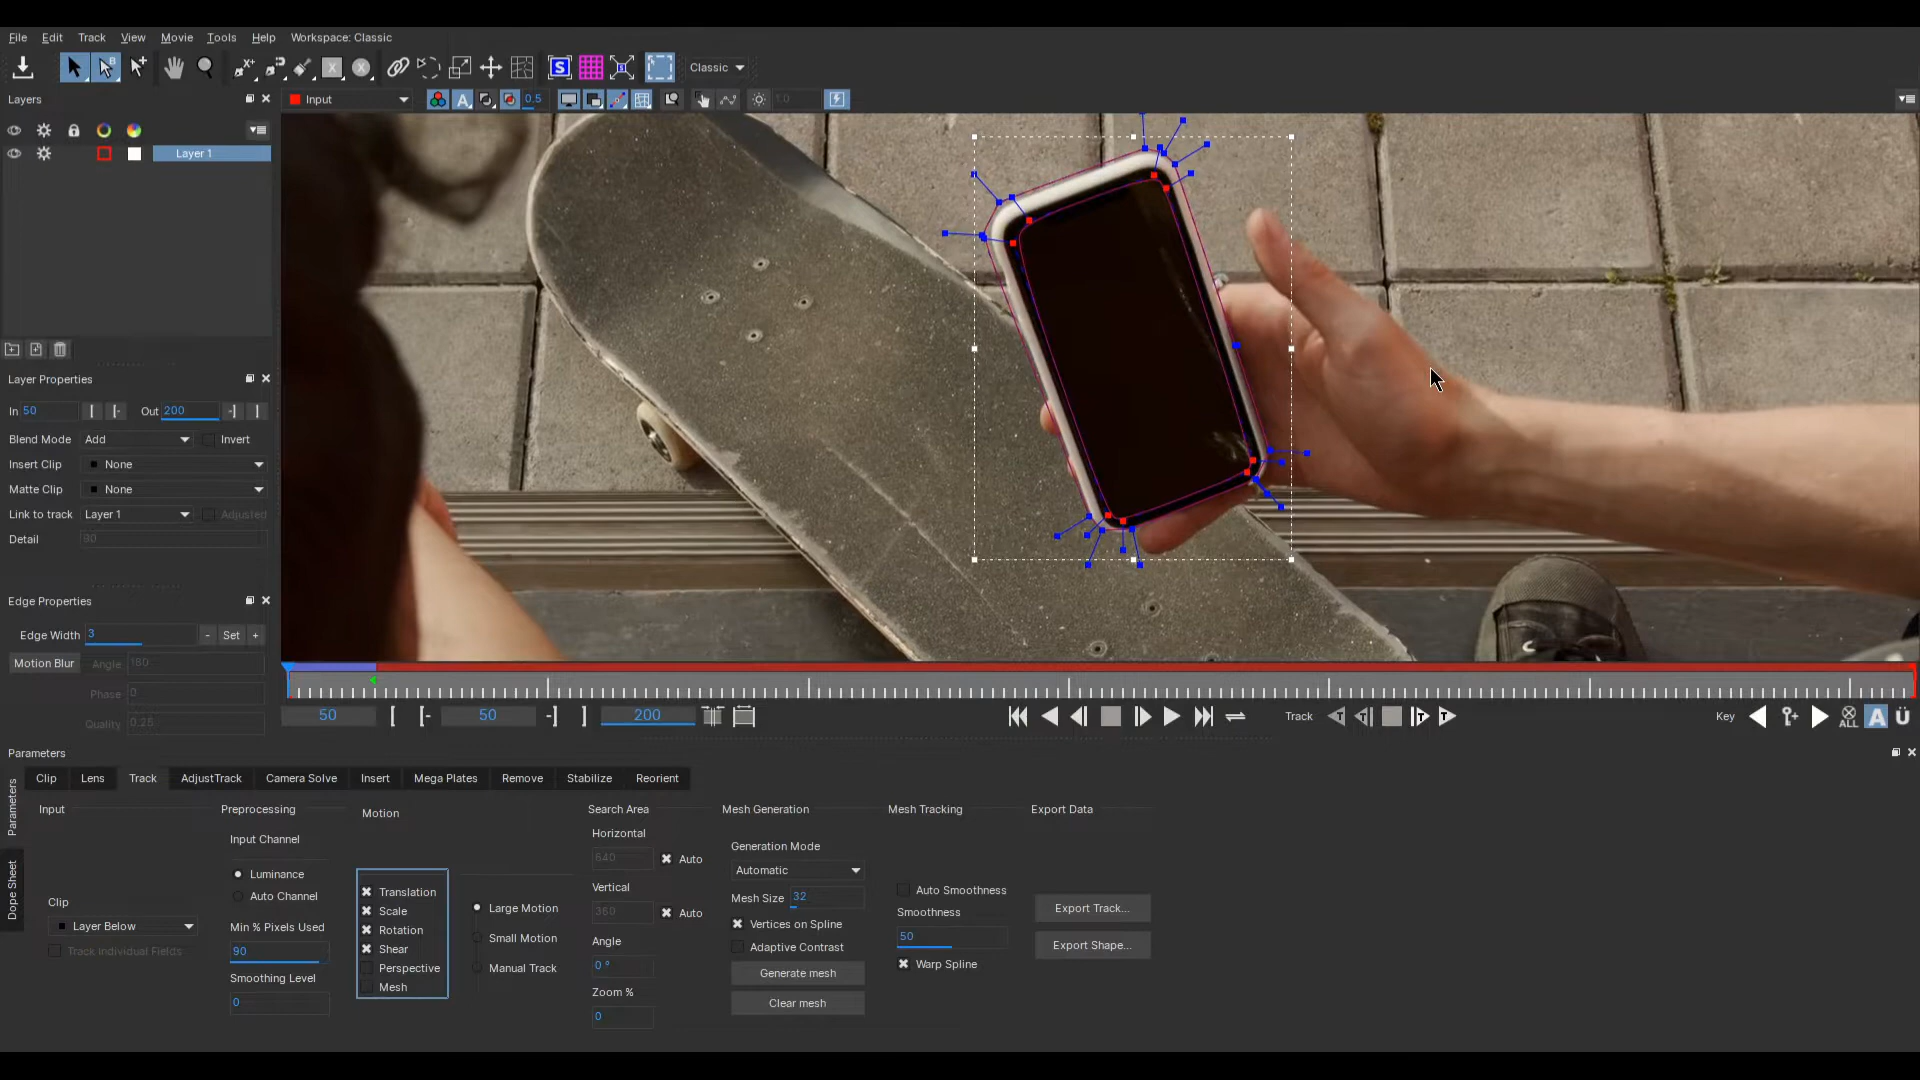 File Edit Track View Movie Tools Help Workspace: Classic
Classic
Layers
Input
A
0.5
1.0
Layer 1
Layer Properties
In 50 Out 200
Blend Mode Add Invert
Insert Clip None
Matte Clip None
Link to track Layer 1 Adjusted
Detail 90
Edge Properties
Edge Width 3 - Set +
Motion Blur Angle 180
Phase 0
Quality 0.25
50 50 200 Track Key ALL A
Parameters
Clip Lens Track AdjustTrack Camera Solve Insert Mega Plates Remove Stabilize Reorient
Parameters
Dope Sheet
Input
Clip
Layer Below
Track Individual Fields
Preprocessing
Input Channel
Luminance
Auto Channel
Min % Pixels Used
90
Smoothing Level
0
Motion
Translation
Scale
Rotation
Shear
Perspective
Mesh
Large Motion
Small Motion
Manual Track
Search Area
Horizontal
640 Auto
Vertical
360 Auto
Angle
0 °
Zoom %
0
Mesh Generation
Generation Mode
Automatic
Mesh Size 32
Vertices on Spline
Adaptive Contrast
Generate mesh
Clear mesh
Mesh Tracking
Auto Smoothness
Smoothness
50
Warp Spline
Export Data
Export Track...
Export Shape...